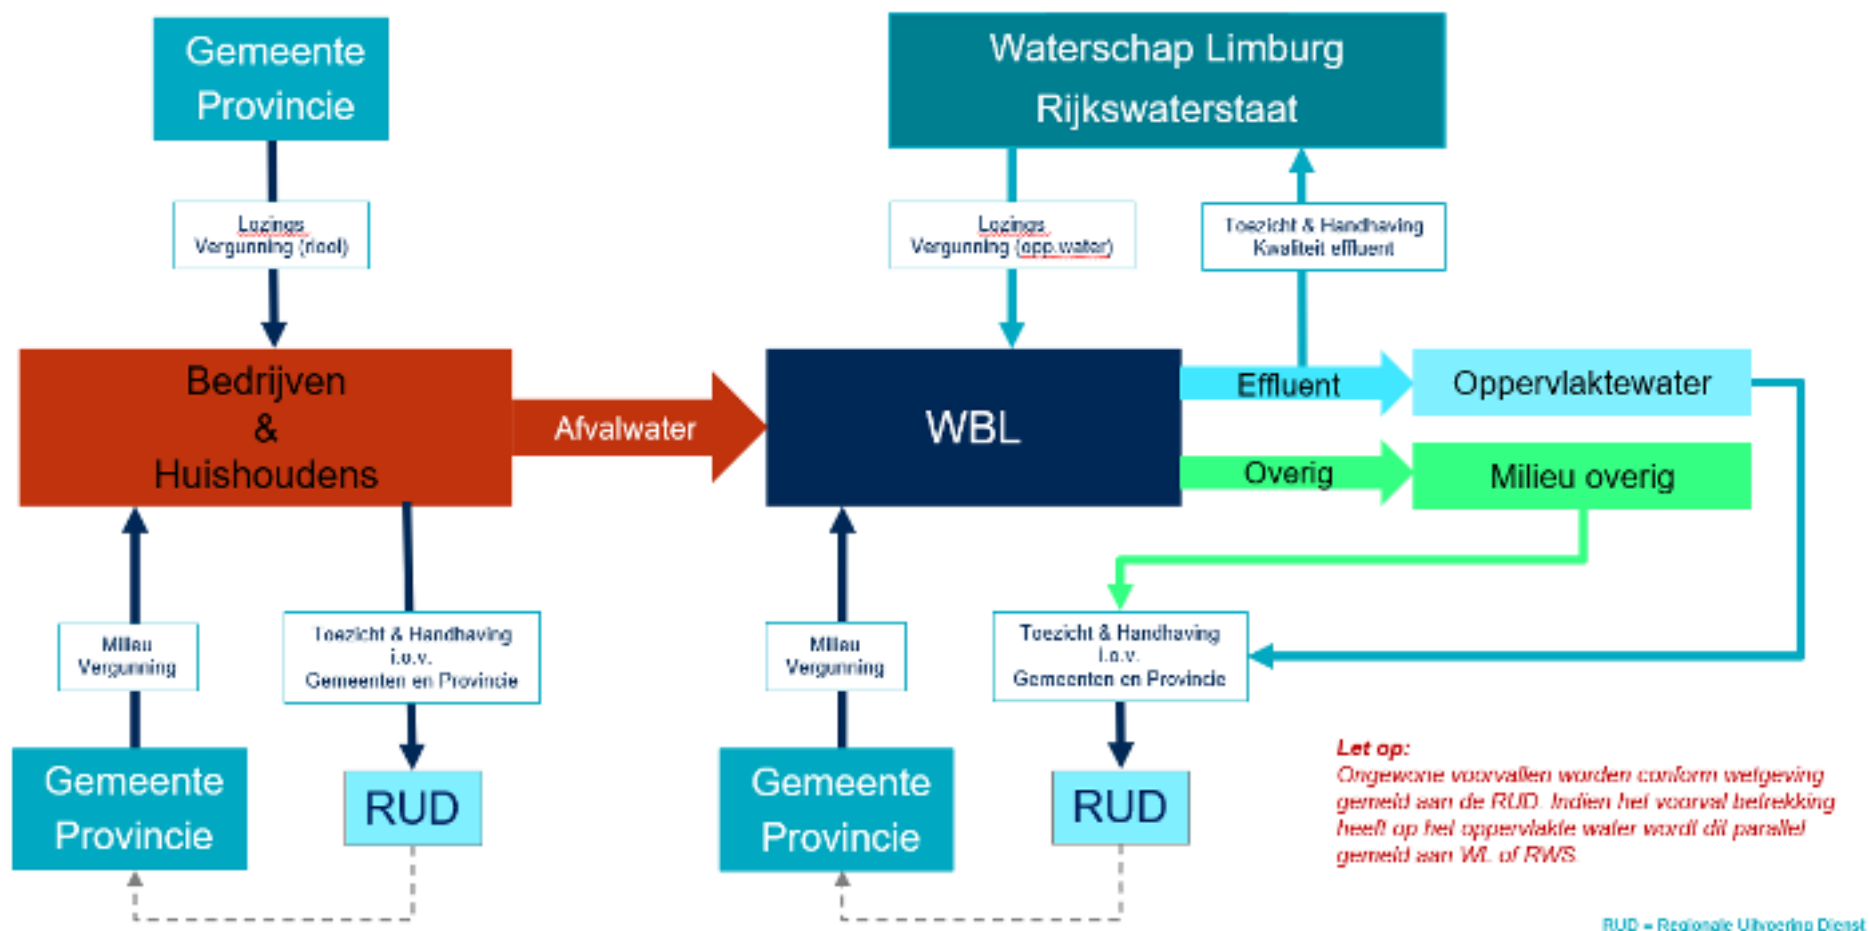 Gemeente
Provincie
Waterschap Limburg
Rijkswaterstaat
Lozings
Vergunning (riool)
Lozings
Vergunning (opp.water)
Toezicht & Handhaving
Kwaliteit effluent
Bedrijven
&
Huishoudens
Afvalwater
WBL
Effluent
Oppervlaktewater
Overig
Milieu overig
Milieu
Vergunning
Toezicht & Handhaving
i.o.v.
Gemeenten en Provincie
Milieu
Vergunning
Toezicht & Handhaving
i.o.v.
Gemeenten en Provincie
Gemeente
Provincie
RUD
Gemeente
Provincie
RUD
Let op:
Ongewone voorvallen worden conform wetgeving
gemeld aan de RUD. Indien het voorval betrekking
heeft op het oppervlakte water wordt dit parallel
gemeld aan WL of RWS.
RUD = Regionale Uitvoering Dienst